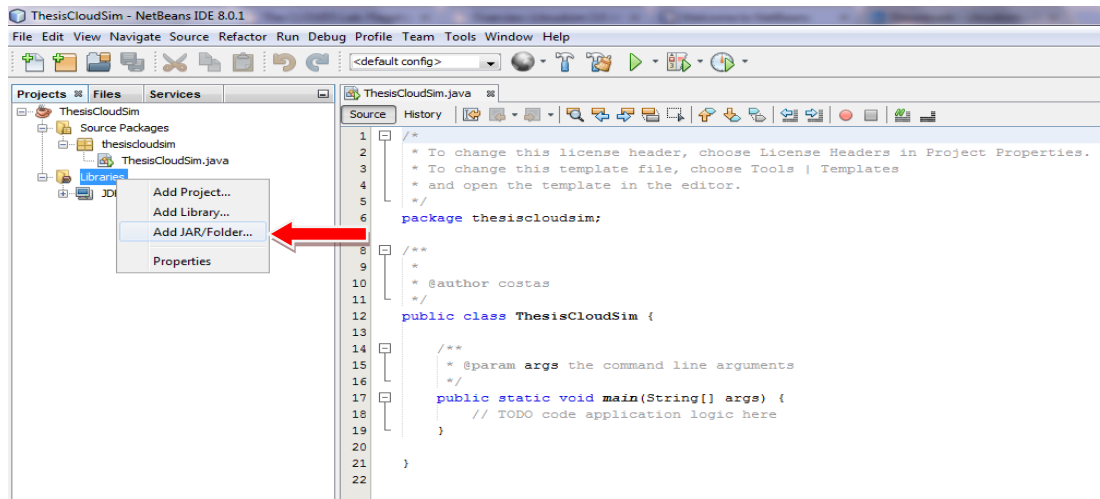 ThesisCloudSim - NetBeans IDE 8.0.1
File Edit View Navigate Source Refactor Run Debug Profile Team Tools Window Help
<default config>
Projects Files Services
ThesisCloudSim
Source Packages
thesiscloudsim
ThesisCloudSim.java
Libraries
Add Project...
Add Library...
Add JAR/Folder...
Properties
ThesisCloudSim.java
Source History
1 /*
2 * To change this license header, choose License Headers in Project Properties.
3 * To change this template file, choose Tools | Templates
4 * and open the template in the editor.
5 */
6 package thesiscloudsim;
8 /**
9 *
10 * @author costas
11 */
12 public class ThesisCloudSim {
13
14 /**
15 * @param args the command line arguments
16 */
17 public static void main(String[] args) {
18 // TODO code application logic here
19 }
20
21 }
22